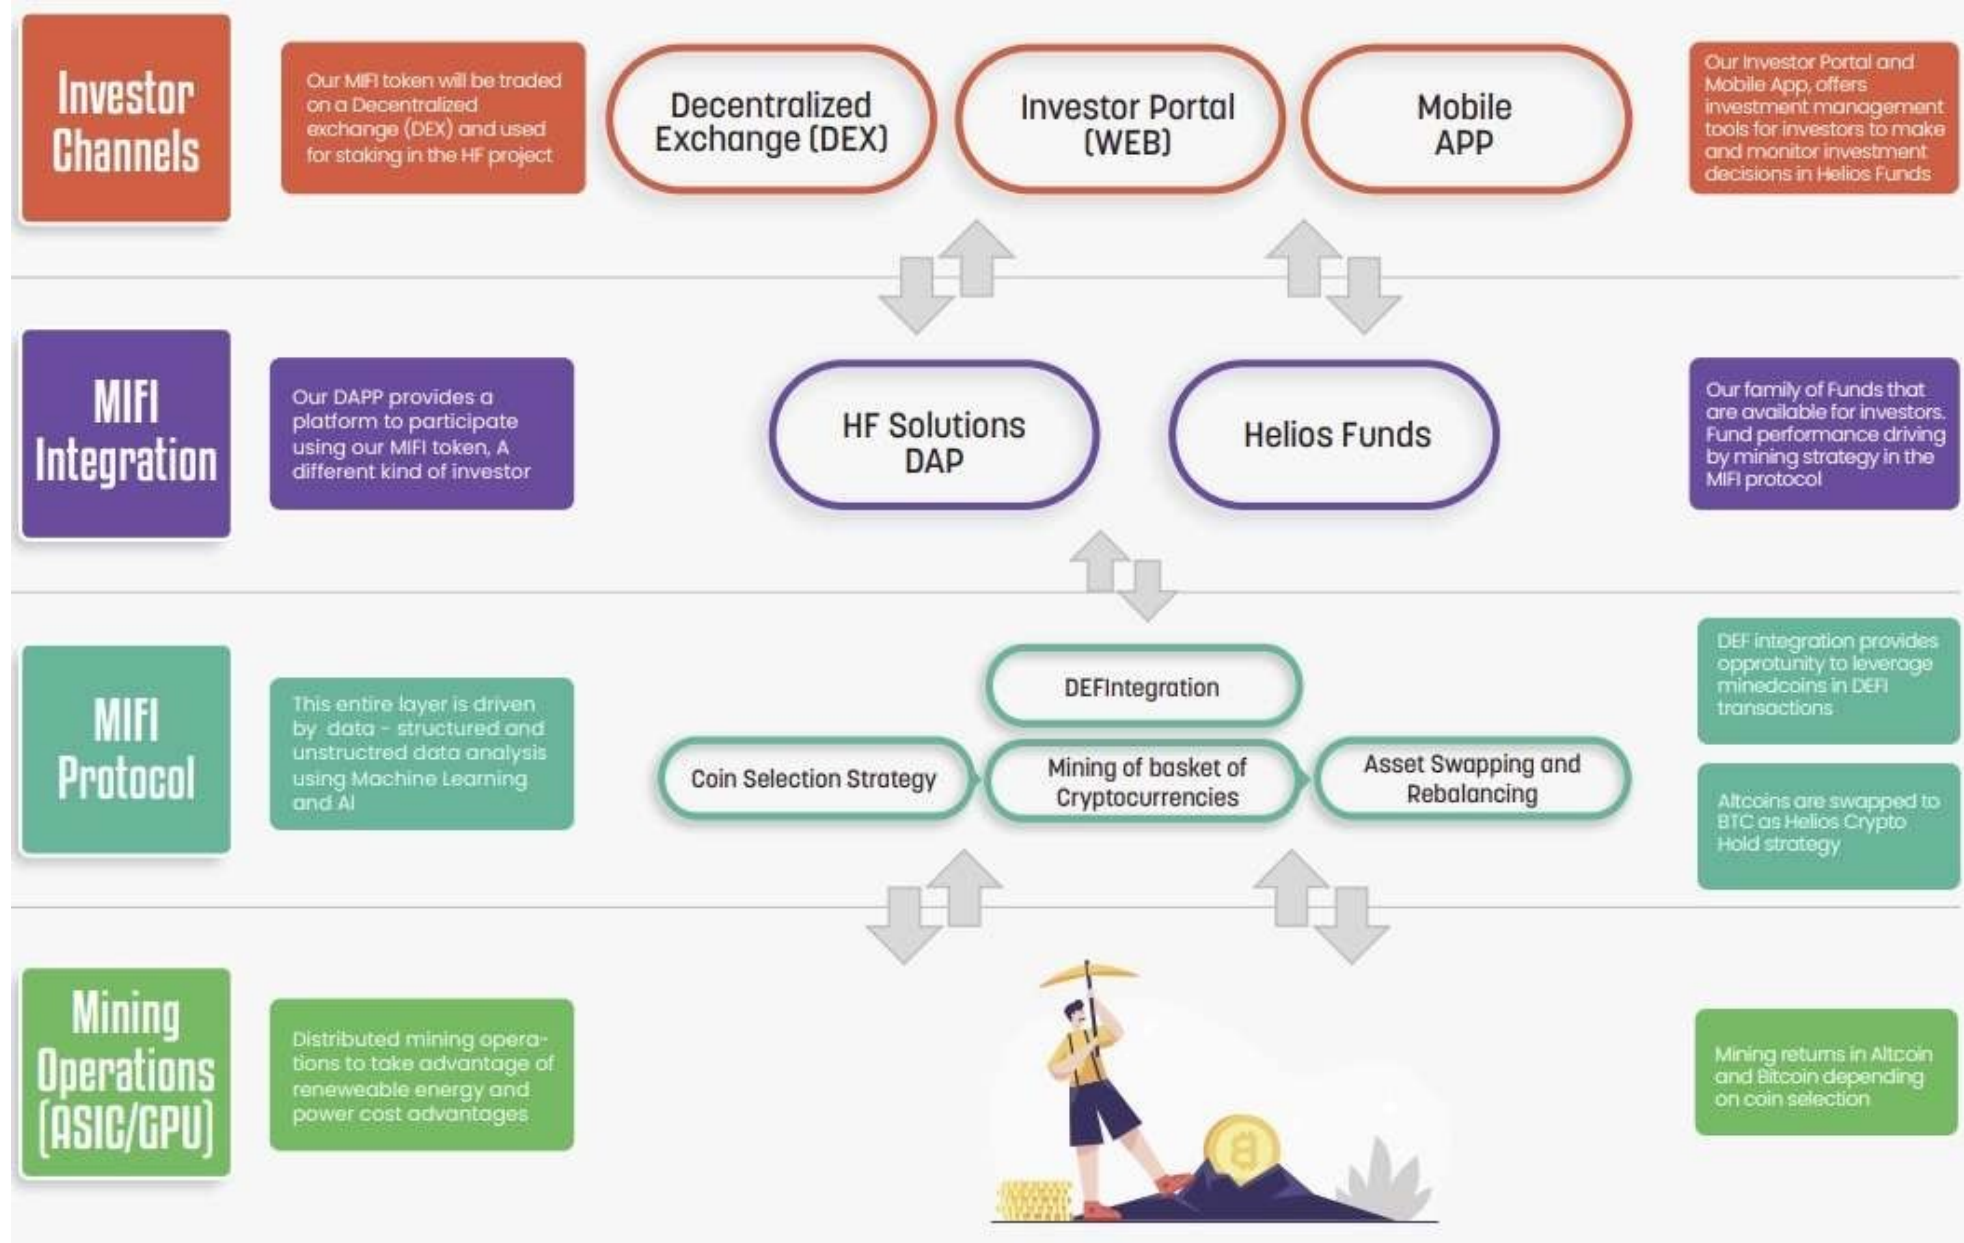 Investor
Channels
Our MIFI token will be traded
on a Decentralized
exchange (DEX) and used
for staking in the HF project
Decentralized
Exchange (DEX)
Investor Portal
(WEB)
Mobile
APP
Our Investor Portal and
Mobile App, offers
investment management
tools for investors to make
and monitor investment
decisions in Helios Funds
MIFI
Integration
Our DAPP provides a
platform to participate
using our MIFI token, A
different kind of investor
HF Solutions
DAP
Helios Funds
Our family of Funds that
are available for investors.
Fund performance driving
by mining strategy in the
MIFI protocol
MIFI
Protocol
This entire layer is driven
by data - structured and
unstructred data analysis
using Machine Learning
and AI
DEFIntegration
Coin Selection Strategy
Mining of basket of
Cryptocurrencies
Asset Swapping and
Rebalancing
DEF integration provides
opprotunity to leverage
minedcoins in DEFI
transactions
Altcoins are swapped to
BTC as Helios Crypto
Hold strategy
Mining
Operations
(ASIC/GPU)
Distributed mining opera-
tions to take advantage of
reneweable energy and
power cost advantages
Mining returns in Altcoin
and Bitcoin depending
on coin selection